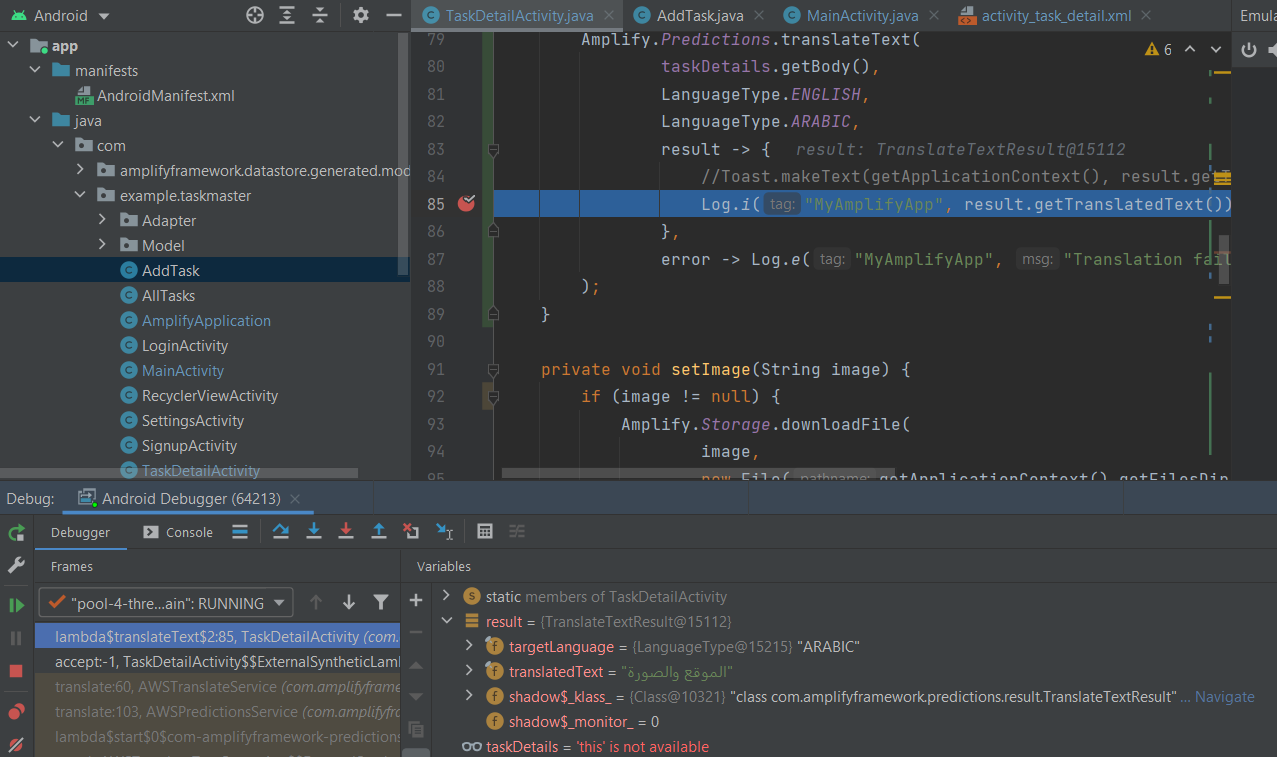 Android
TaskDetailActivity.java
AddTask.java
MainActivity.java
activity_task_detail.xml
Emula
app
manifests
AndroidManifest.xml
java
com
amplifyframework.datastore.generated.mod
example.taskmaster
Adapter
Model
AddTask
AllTasks
AmplifyApplication
LoginActivity
MainActivity
RecyclerViewActivity
SettingsActivity
SignupActivity
TaskDetailActivity
6
79 Amplify.Predictions.translateText(
80 taskDetails.getBody(),
81 LanguageType.ENGLISH,
82 LanguageType.ARABIC,
83 result -> { result: TranslateTextResult@15112
84 //Toast.makeText(getApplicationContext(), result.getT
85 Log.i( tag: "MyAmplifyApp", result.getTranslatedText())
86 },
87 error -> Log.e( tag: "MyAmplifyApp", msg: "Translation fail
88 );
89 }
90
91 private void setImage(String image) {
92 if (image != null) {
93 Amplify.Storage.downloadFile(
94 image,
95 new File( pathname: getApplicationContext().getFilesDir
Debug: Android Debugger (64213)
Debugger Console
Frames
"pool-4-thre...ain": RUNNING
lambda$translateText$2:85, TaskDetailActivity (com.
accept:-1, TaskDetailActivity$$ExternalSyntheticLaml
translate:60, AWSTranslateService (com.amplifyframe
translate:103, AWSPredictionsService (com.amplifyfr
lambda$start$0$com-amplifyframework-predictions
Variables
static members of TaskDetailActivity
result = {TranslateTextResult@15112}
targetLanguage = {LanguageType@15215} "ARABIC"
translatedText = "الموقع والصورة"
shadow$_klass_ = {Class@10321} "class com.amplifyframework.predictions.result.TranslateTextResult" ... Navigate
shadow$_monitor_ = 0
taskDetails = 'this' is not available